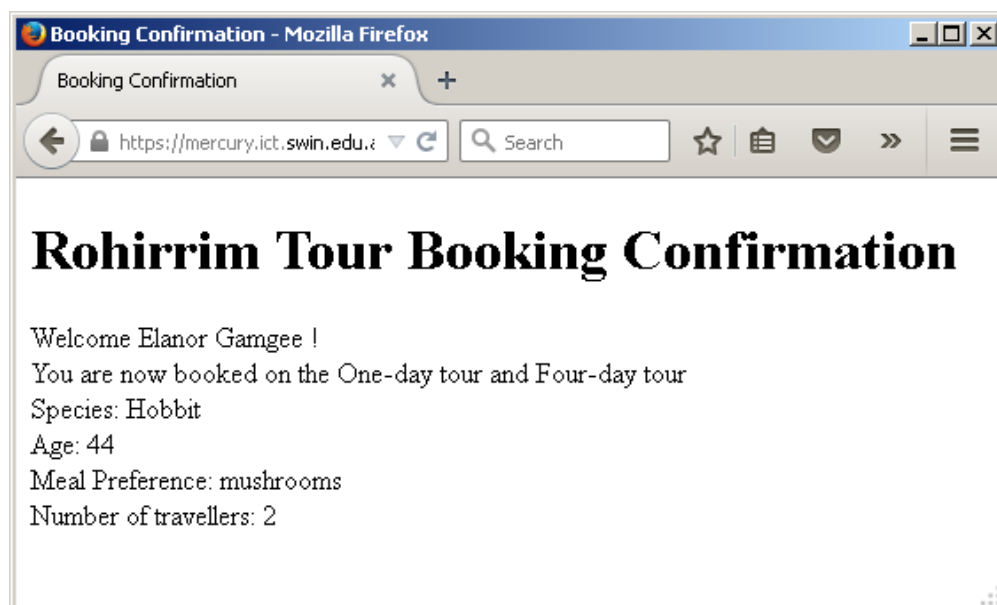 Booking Confirmation - Mozilla Firefox
Booking Confirmation
https://mercury.ict.swin.edu.a
Search
Rohirrim Tour Booking Confirmation
Welcome Elanor Gamgee !
You are now booked on the One-day tour and Four-day tour
Species: Hobbit
Age: 44
Meal Preference: mushrooms
Number of travellers: 2